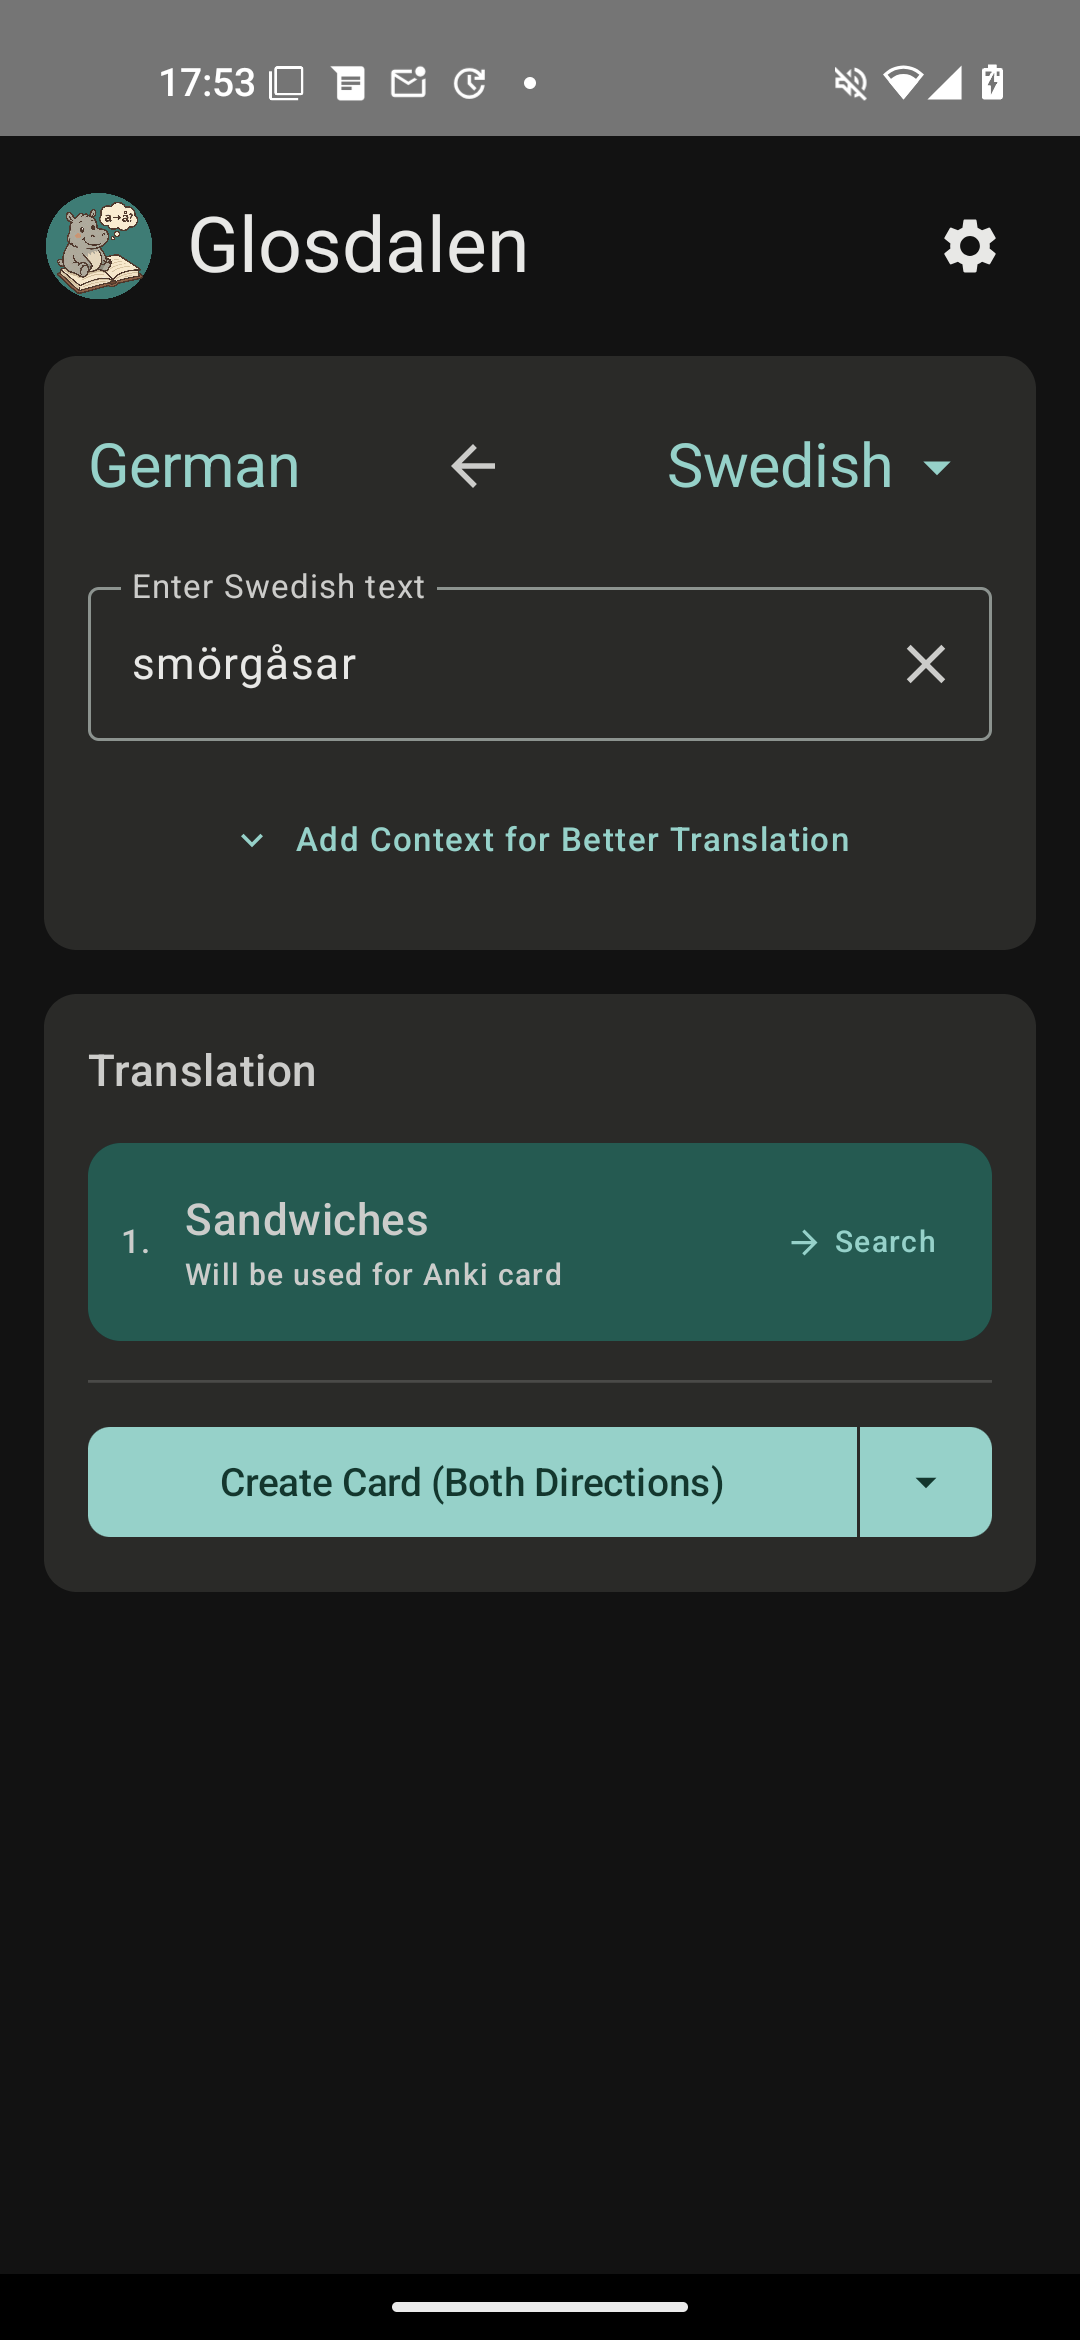 17:53
a→å?
Glosdalen
German
Swedish
Enter Swedish text
smörgåsar
Add Context for Better Translation
Translation
1.
Sandwiches
Search
Will be used for Anki card
Create Card (Both Directions)